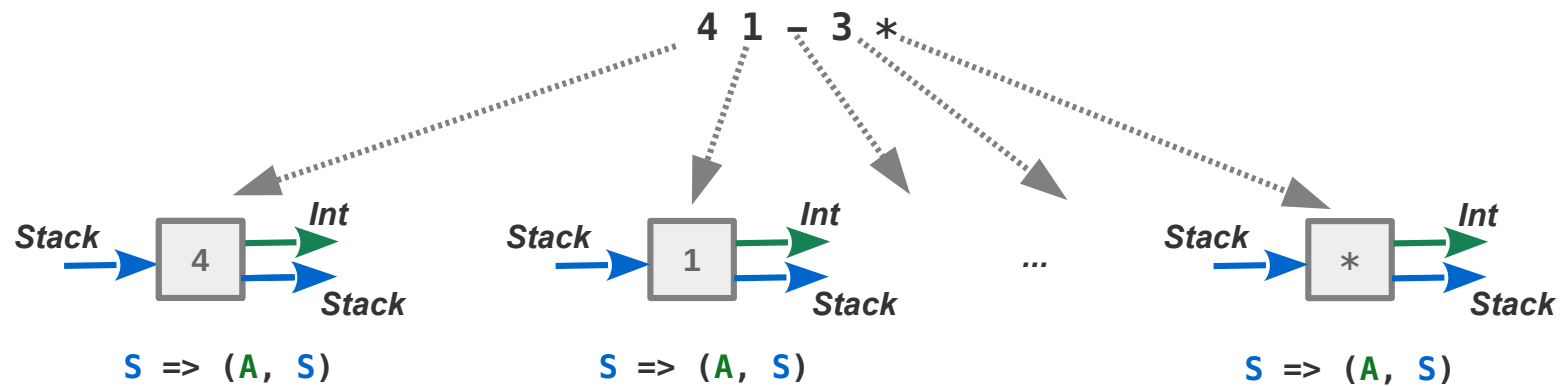 4 1 – 3 *
Int Int Int
Stack Stack Stack
4 1 ... *
Stack Stack Stack
S => (A, S) S => (A, S) S => (A, S)